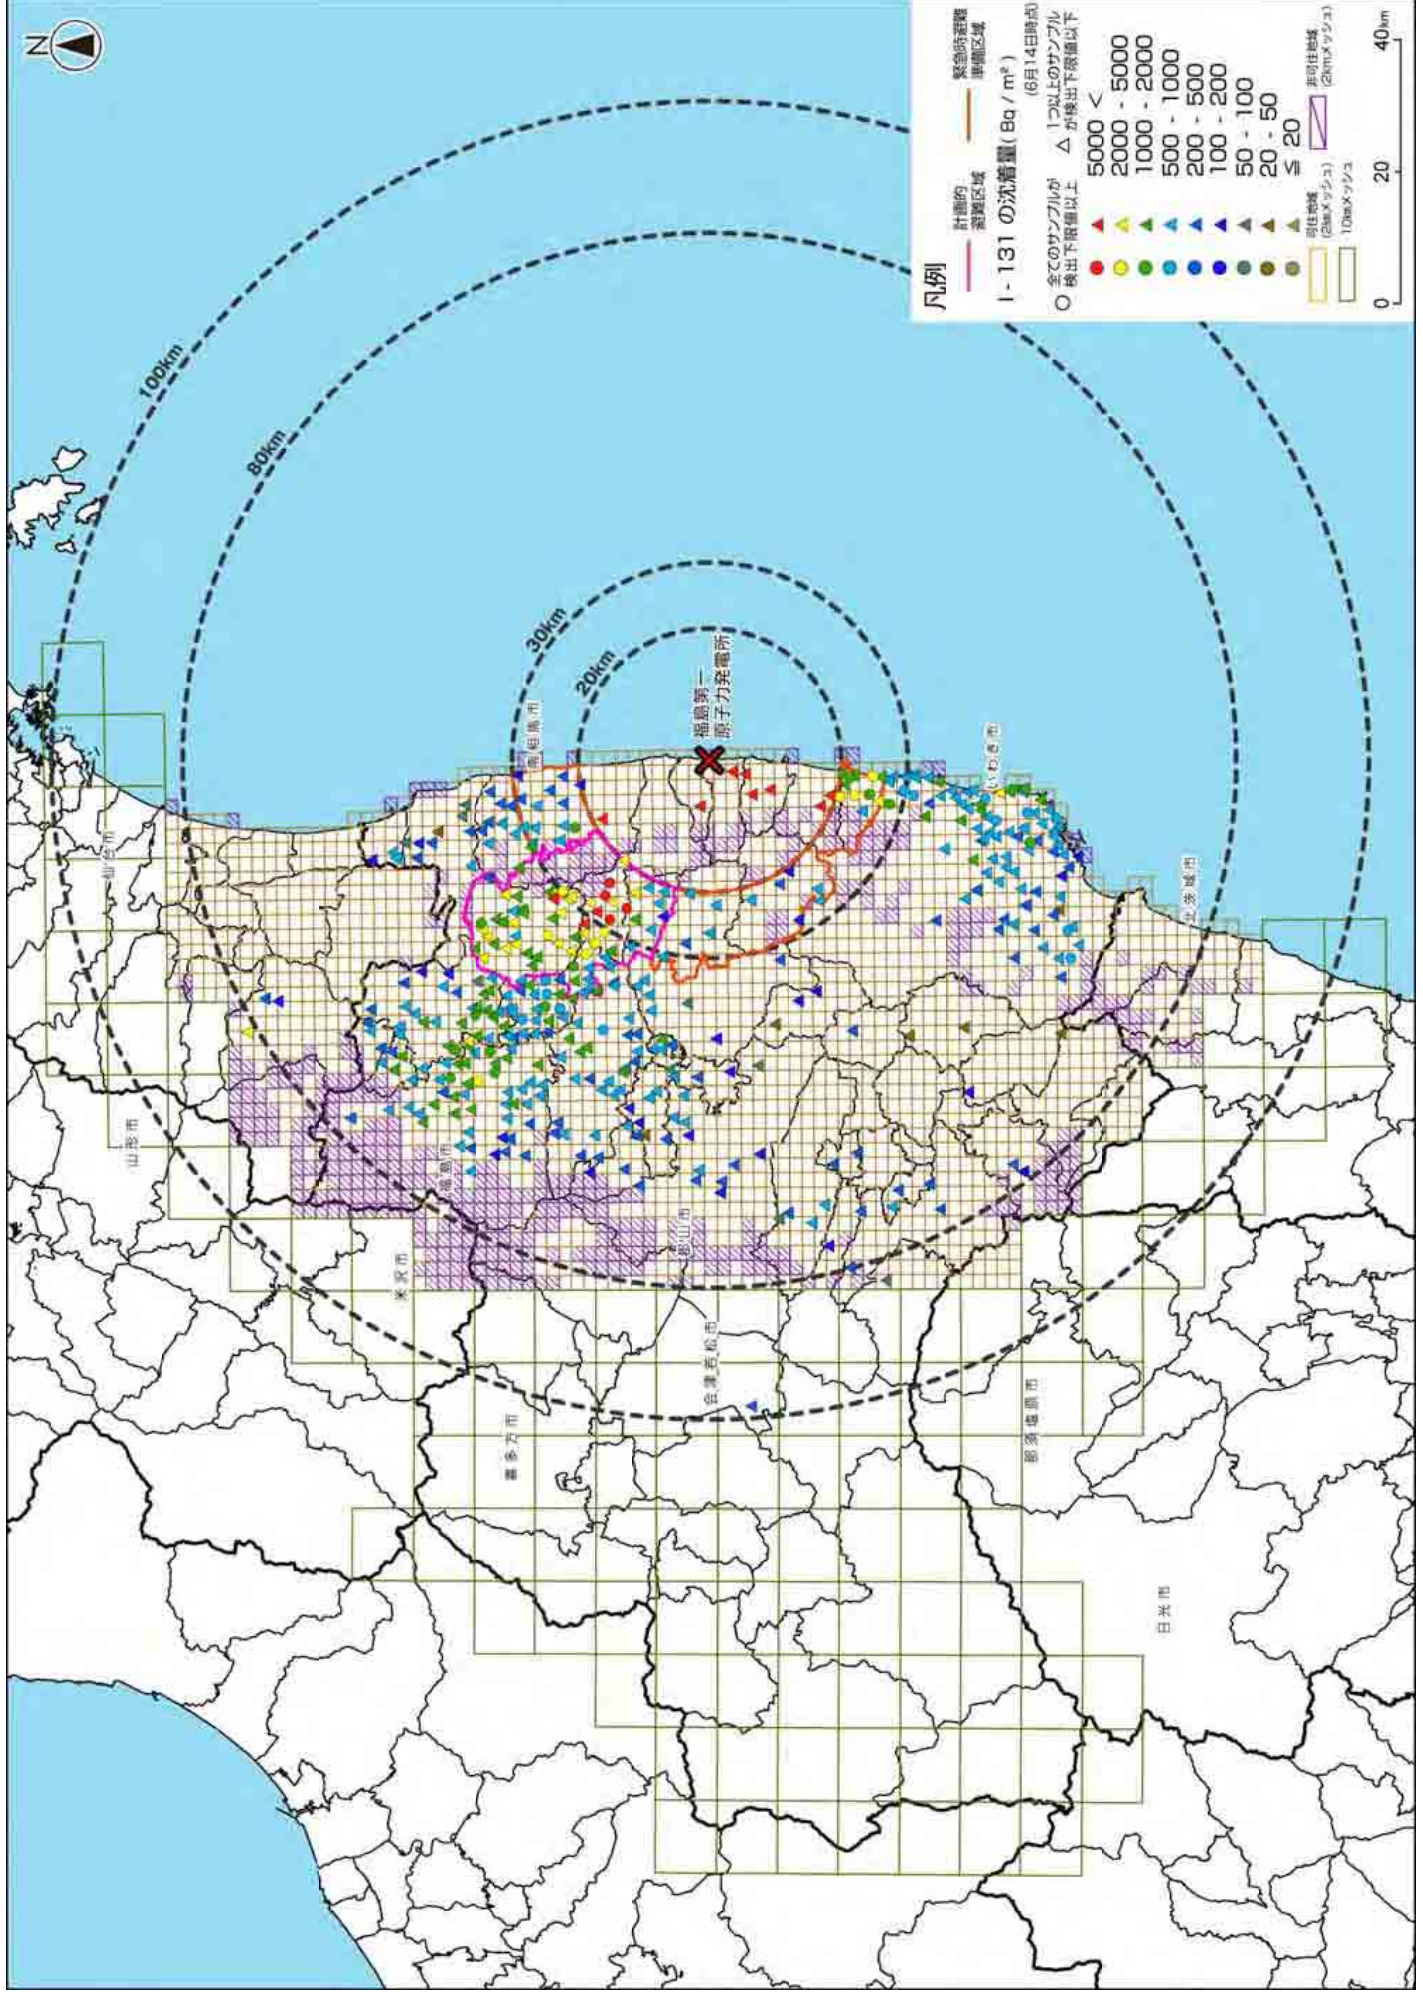 N
100km
80km
30km
20km
仙台市
山形市
南相馬市
福島第一
原子力発電所
福島市
米沢市
郡山市
いわき市
会津若松市
喜多方市
北茨城市
那須塩原市
日光市
凡例
計画的
避難区域
緊急時避難
準備区域
I - 131 の沈着量( Bq / m² )
(6月14日時点)
○ 全てのサンプルが
検出下限値以上
△ 1つ以上のサンプル
が検出下限値以下
5000 <
2000 - 5000
1000 - 2000
500 - 1000
200 - 500
100 - 200
50 - 100
20 - 50
≦ 20
可住地域
(2kmメッシュ)
非可住地域
(2kmメッシュ)
10kmメッシュ
0 20 40km